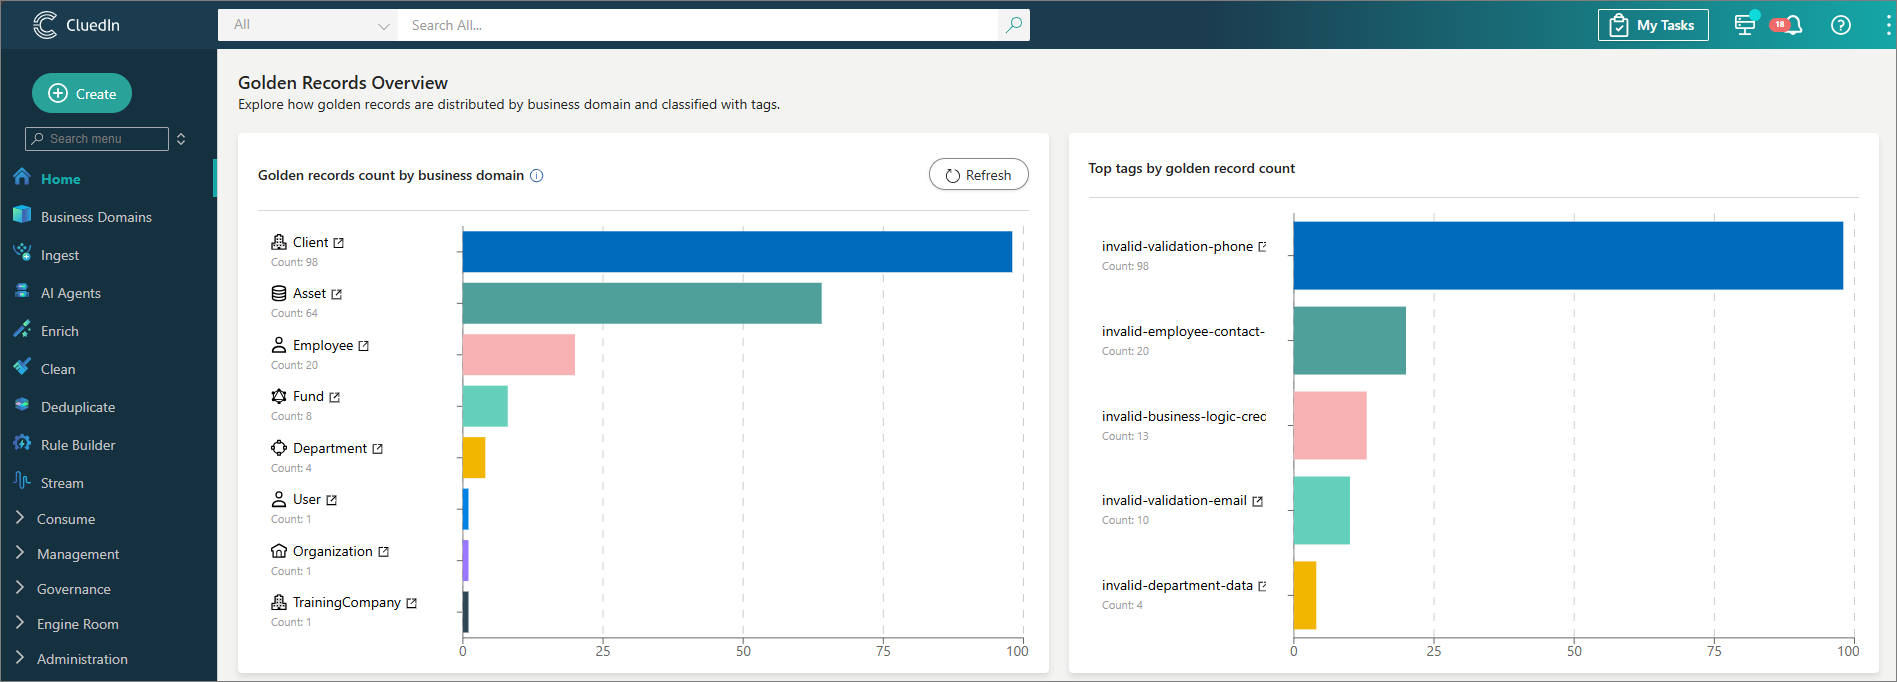 CluedIn
All
Search All...
My Tasks
18
Create
Search menu
Home
Business Domains
Ingest
AI Agents
Enrich
Clean
Deduplicate
Rule Builder
Stream
Consume
Management
Governance
Engine Room
Administration
Golden Records Overview
Explore how golden records are distributed by business domain and classified with tags.
Golden records count by business domain
Refresh
Client
Count: 98
Asset
Count: 64
Employee
Count: 20
Fund
Count: 8
Department
Count: 4
User
Count: 1
Organization
Count: 1
TrainingCompany
Count: 1
0 25 50 75 100
Top tags by golden record count
invalid-validation-phone
Count: 98
invalid-employee-contact-
Count: 20
invalid-business-logic-cred
Count: 13
invalid-validation-email
Count: 10
invalid-department-data
Count: 4
0 25 50 75 100